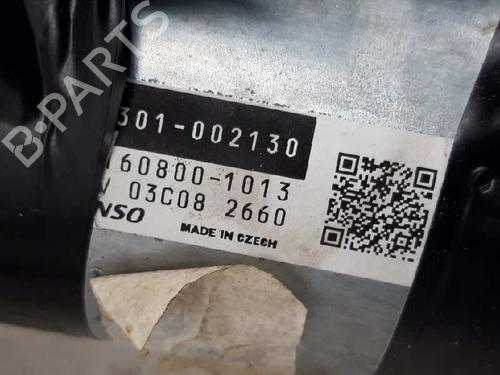 B-PARTS
301-002130
160800-1013
03C08 2660
NSO
MADE IN CZECH